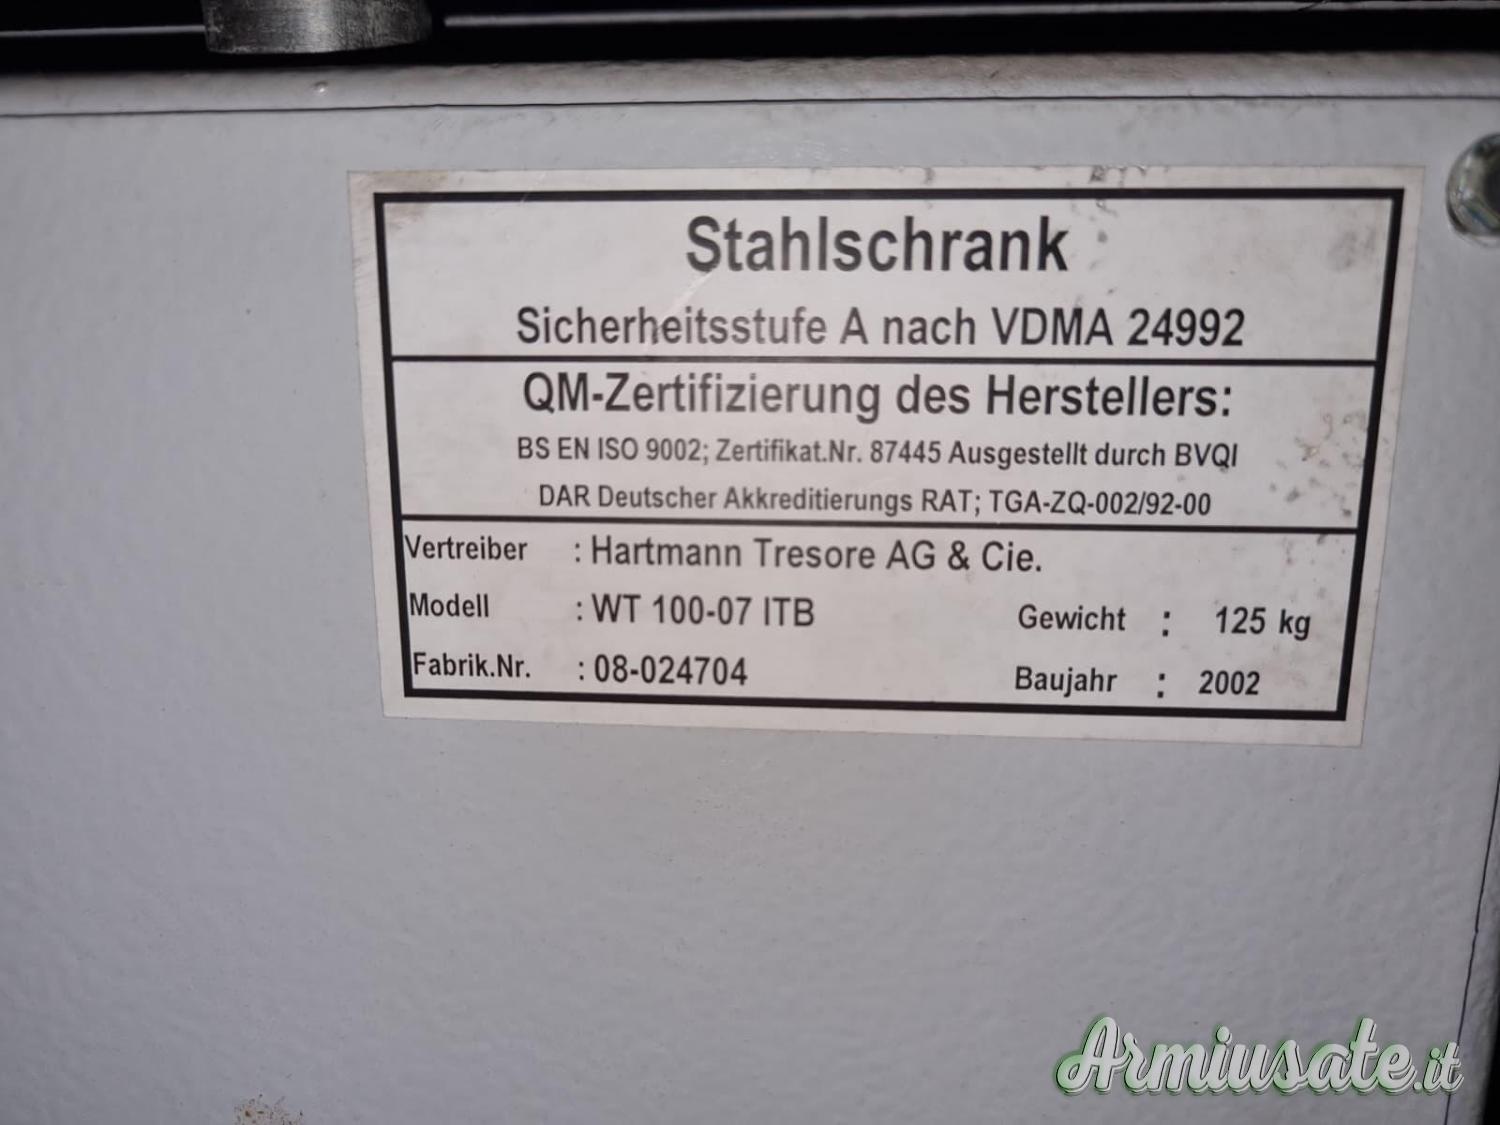 Stahlschrank
Sicherheitsstufe A nach VDMA 24992
QM-Zertifizierung des Herstellers:
BS EN ISO 9002; Zertifikat.Nr. 87445 Ausgestellt durch BVQI
DAR Deutscher Akkreditierungs RAT; TGA-ZQ-002/92-00
Vertreiber : Hartmann Tresore AG & Cie.
Modell : WT 100-07 ITB Gewicht : 125 kg
Fabrik.Nr. : 08-024704 Baujahr : 2002
Armiusate.it